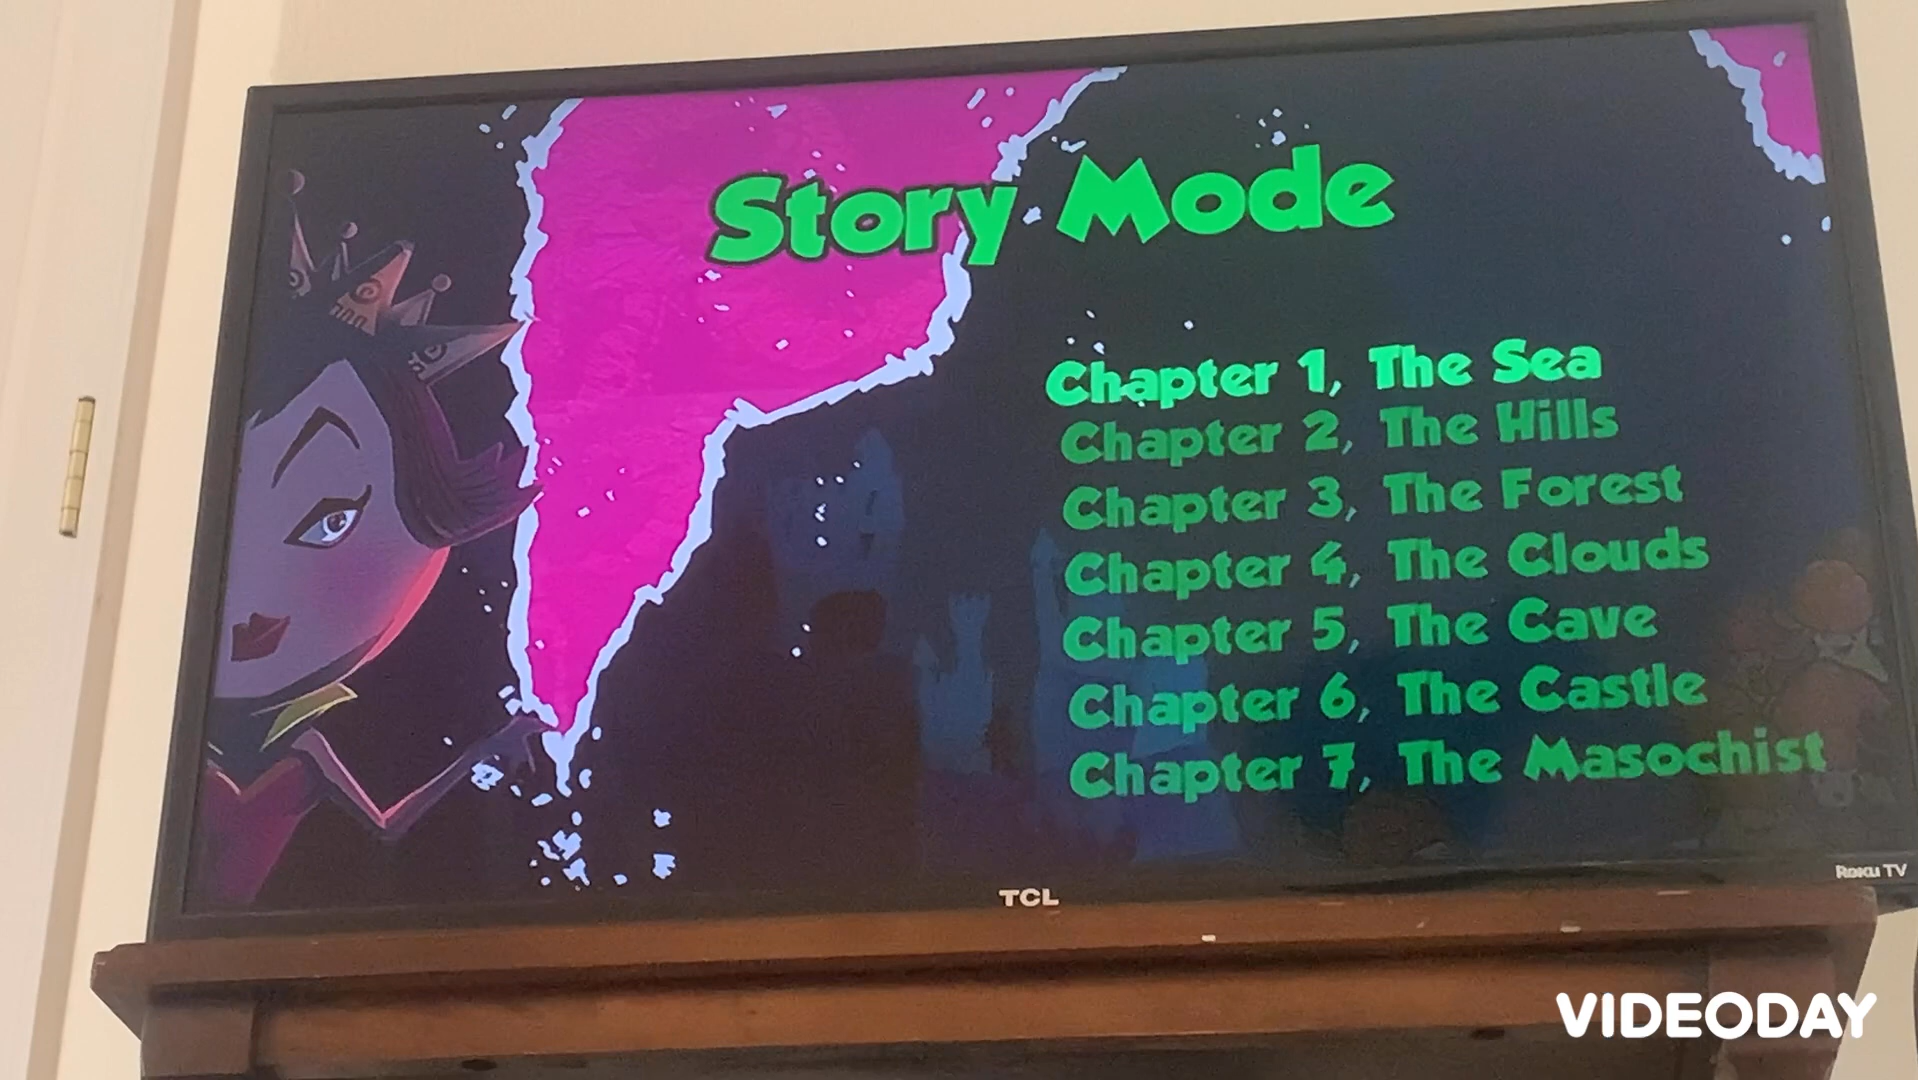 Story Mode
Chapter 1, The Sea
Chapter 2, The Hills
Chapter 3, The Forest
Chapter 4, The Clouds
Chapter 5, The Cave
Chapter 6, The Castle
Chapter 7, The Masochist
TCL
Roku TV
VIDEODAY